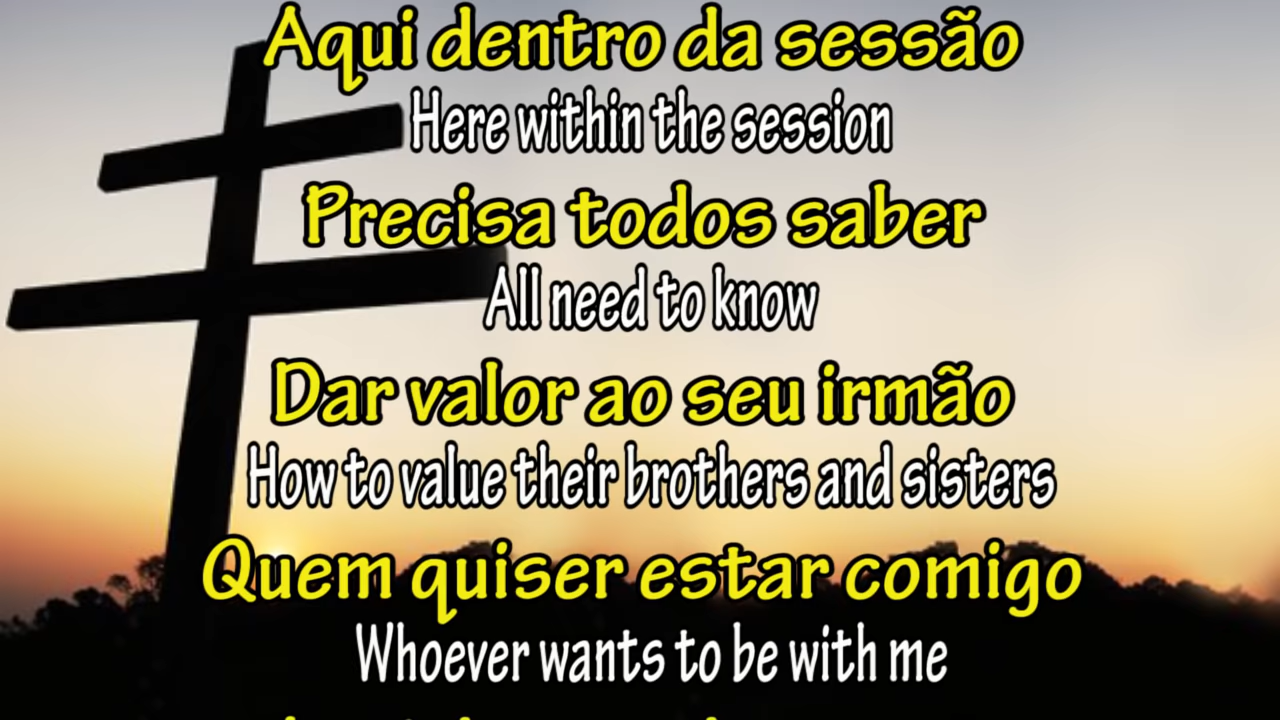 Aqui dentro da sessão
Here within the session
Precisa todos saber
All need to know
Dar valor ao seu irmão
How to value their brothers and sisters
Quem quiser estar comigo
Whoever wants to be with me